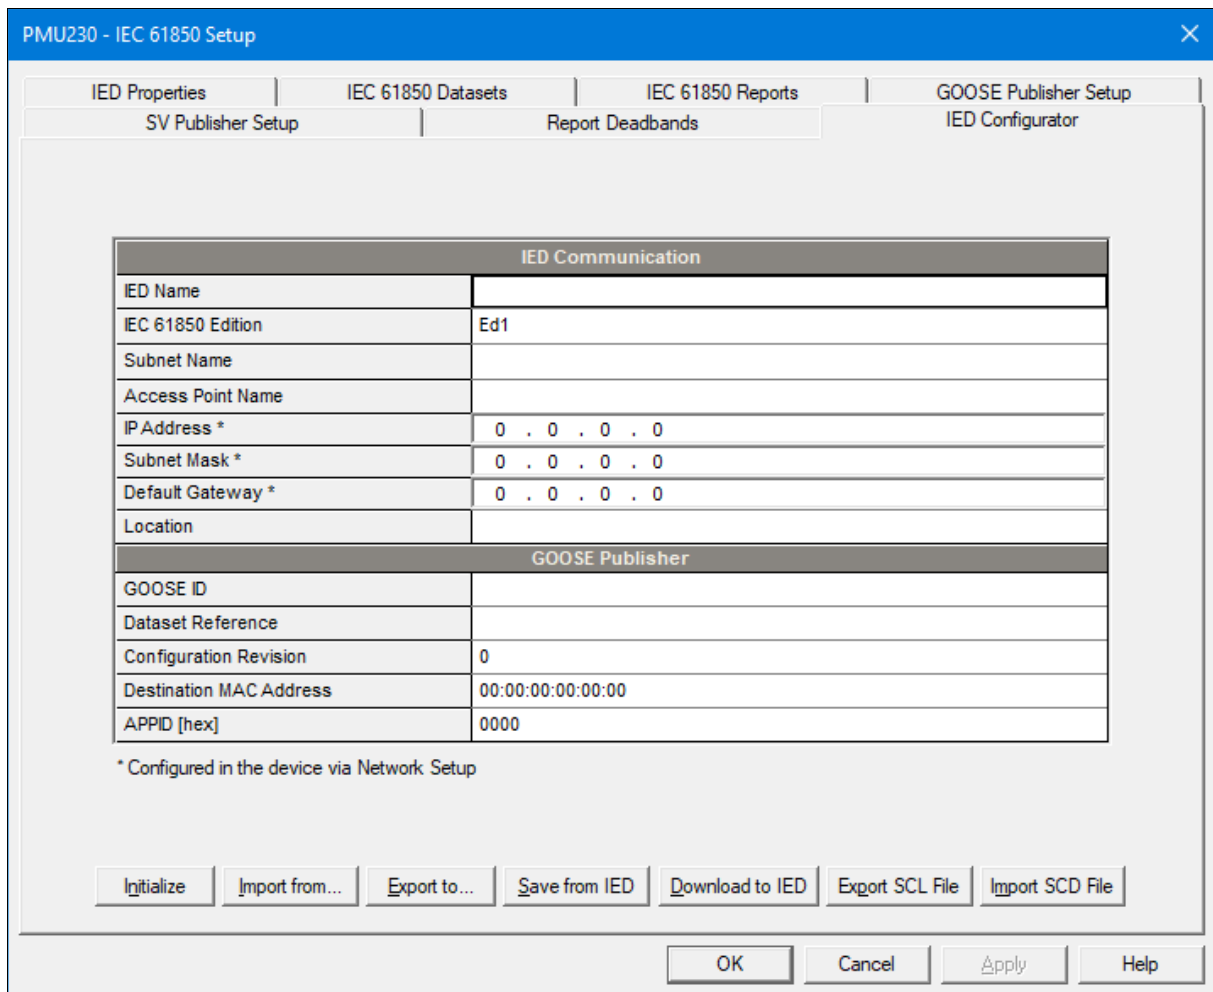 PMU230 - IEC 61850 Setup
IED Properties IEC 61850 Datasets IEC 61850 Reports GOOSE Publisher Setup
SV Publisher Setup Report Deadbands IED Configurator
IED Communication
IED Name
IEC 61850 Edition Ed1
Subnet Name
Access Point Name
IP Address * 0 . 0 . 0 . 0
Subnet Mask * 0 . 0 . 0 . 0
Default Gateway * 0 . 0 . 0 . 0
Location
GOOSE Publisher
GOOSE ID
Dataset Reference
Configuration Revision 0
Destination MAC Address 00:00:00:00:00:00
APPID [hex] 0000
* Configured in the device via Network Setup
Initialize Import from... Export to... Save from IED Download to IED Export SCL File Import SCD File
OK Cancel Apply Help